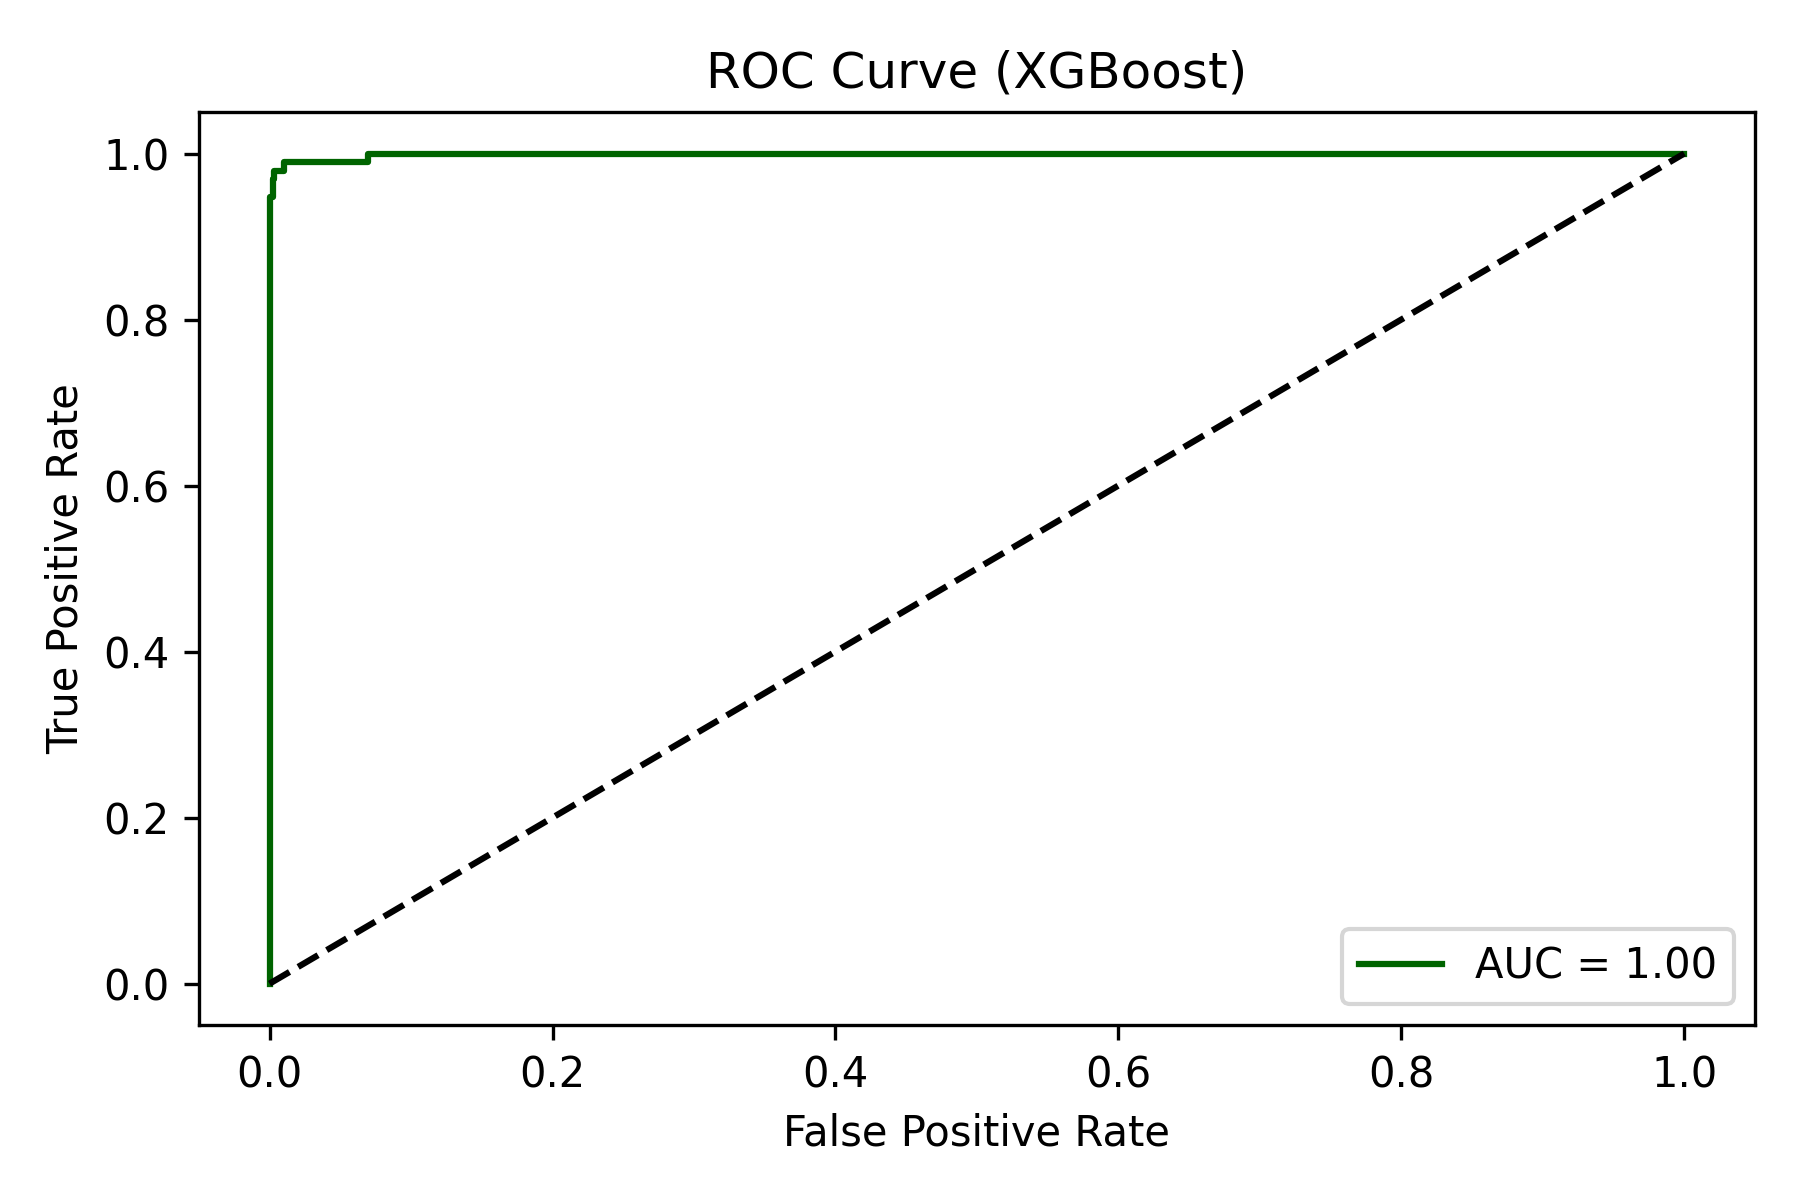 ROC Curve (XGBoost)
True Positive Rate
1.0
0.8
0.6
0.4
0.2
0.0
AUC = 1.00
0.0 0.2 0.4 0.6 0.8 1.0
False Positive Rate